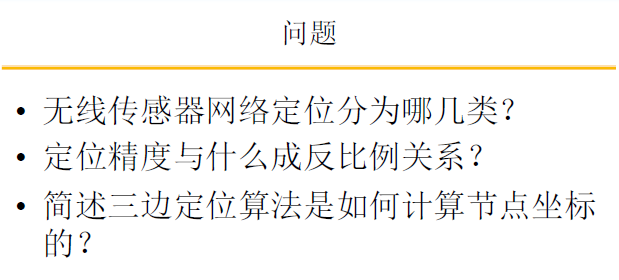 问题
• 无线传感器网络定位分为哪几类？
• 定位精度与什么成反比例关系？
• 简述三边定位算法是如何计算节点坐标
的？